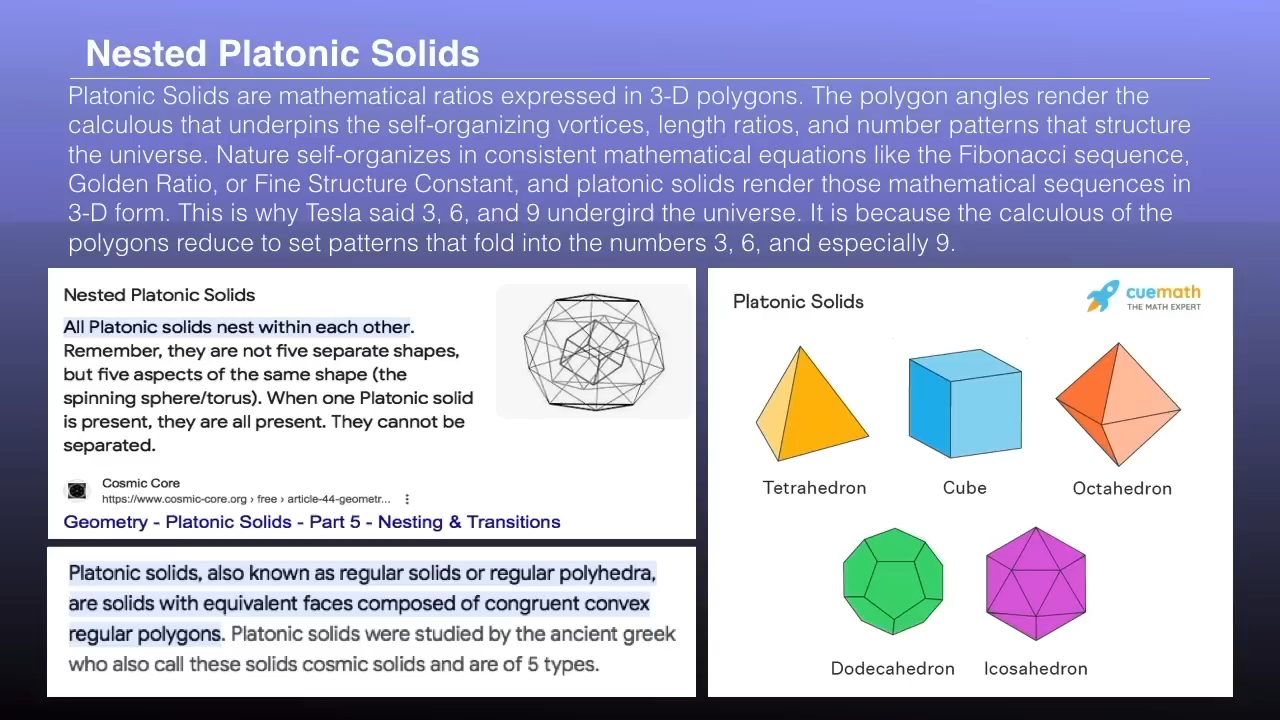 Nested Platonic Solids
Platonic Solids are mathematical ratios expressed in 3-D polygons. The polygon angles render the
calculous that underpins the self-organizing vortices, length ratios, and number patterns that structure
the universe. Nature self-organizes in consistent mathematical equations like the Fibonacci sequence,
Golden Ratio, or Fine Structure Constant, and platonic solids render those mathematical sequences in
3-D form. This is why Tesla said 3, 6, and 9 undergird the universe. It is because the calculous of the
polygons reduce to set patterns that fold into the numbers 3, 6, and especially 9.
Nested Platonic Solids
All Platonic solids nest within each other.
Remember, they are not five separate shapes,
but five aspects of the same shape (the
spinning sphere/torus). When one Platonic solid
is present, they are all present. They cannot be
separated.
Cosmic Core
https://www.cosmic-core.org › free › article-44-geometr...
Geometry - Platonic Solids - Part 5 - Nesting & Transitions
Platonic solids, also known as regular solids or regular polyhedra,
are solids with equivalent faces composed of congruent convex
regular polygons. Platonic solids were studied by the ancient greek
who also call these solids cosmic solids and are of 5 types.
Platonic Solids
cuemath
THE MATH EXPERT
Tetrahedron
Cube
Octahedron
Dodecahedron
Icosahedron